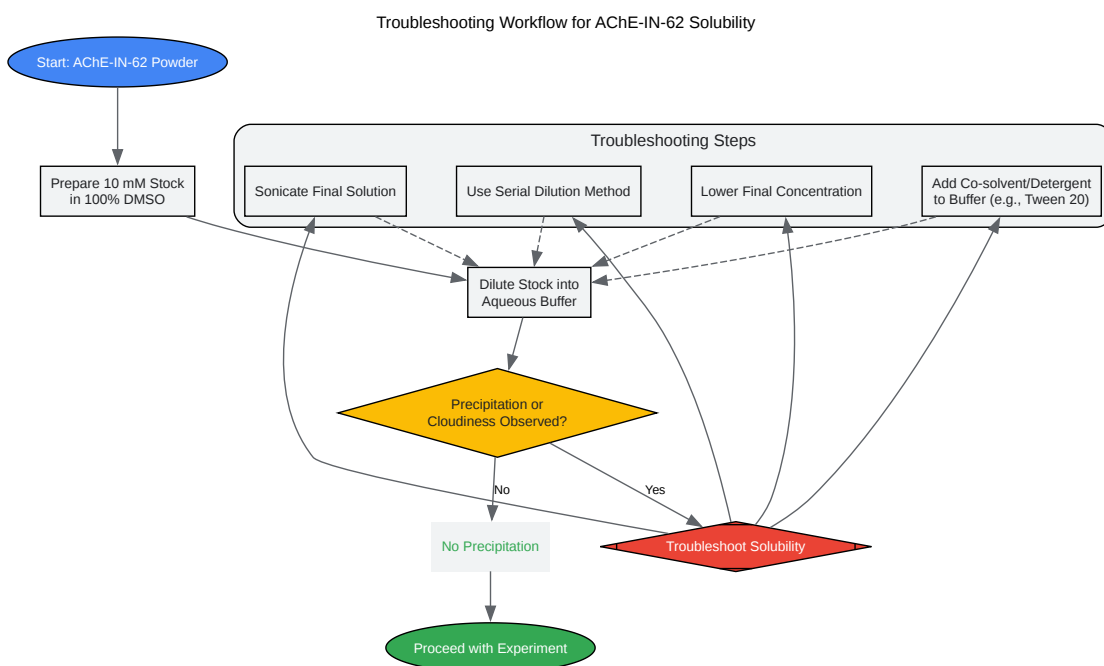 Troubleshooting Workflow for AChE-IN-62 Solubility
Start: AChE-IN-62 Powder
Troubleshooting Steps
Prepare 10 mM Stock
in 100% DMSO
Sonicate Final Solution
Use Serial Dilution Method
Lower Final Concentration
Add Co-solvent/Detergent
to Buffer (e.g., Tween 20)
Dilute Stock into
Aqueous Buffer
Precipitation or
Cloudiness Observed?
No
Yes
No Precipitation
Troubleshoot Solubility
Proceed with Experiment